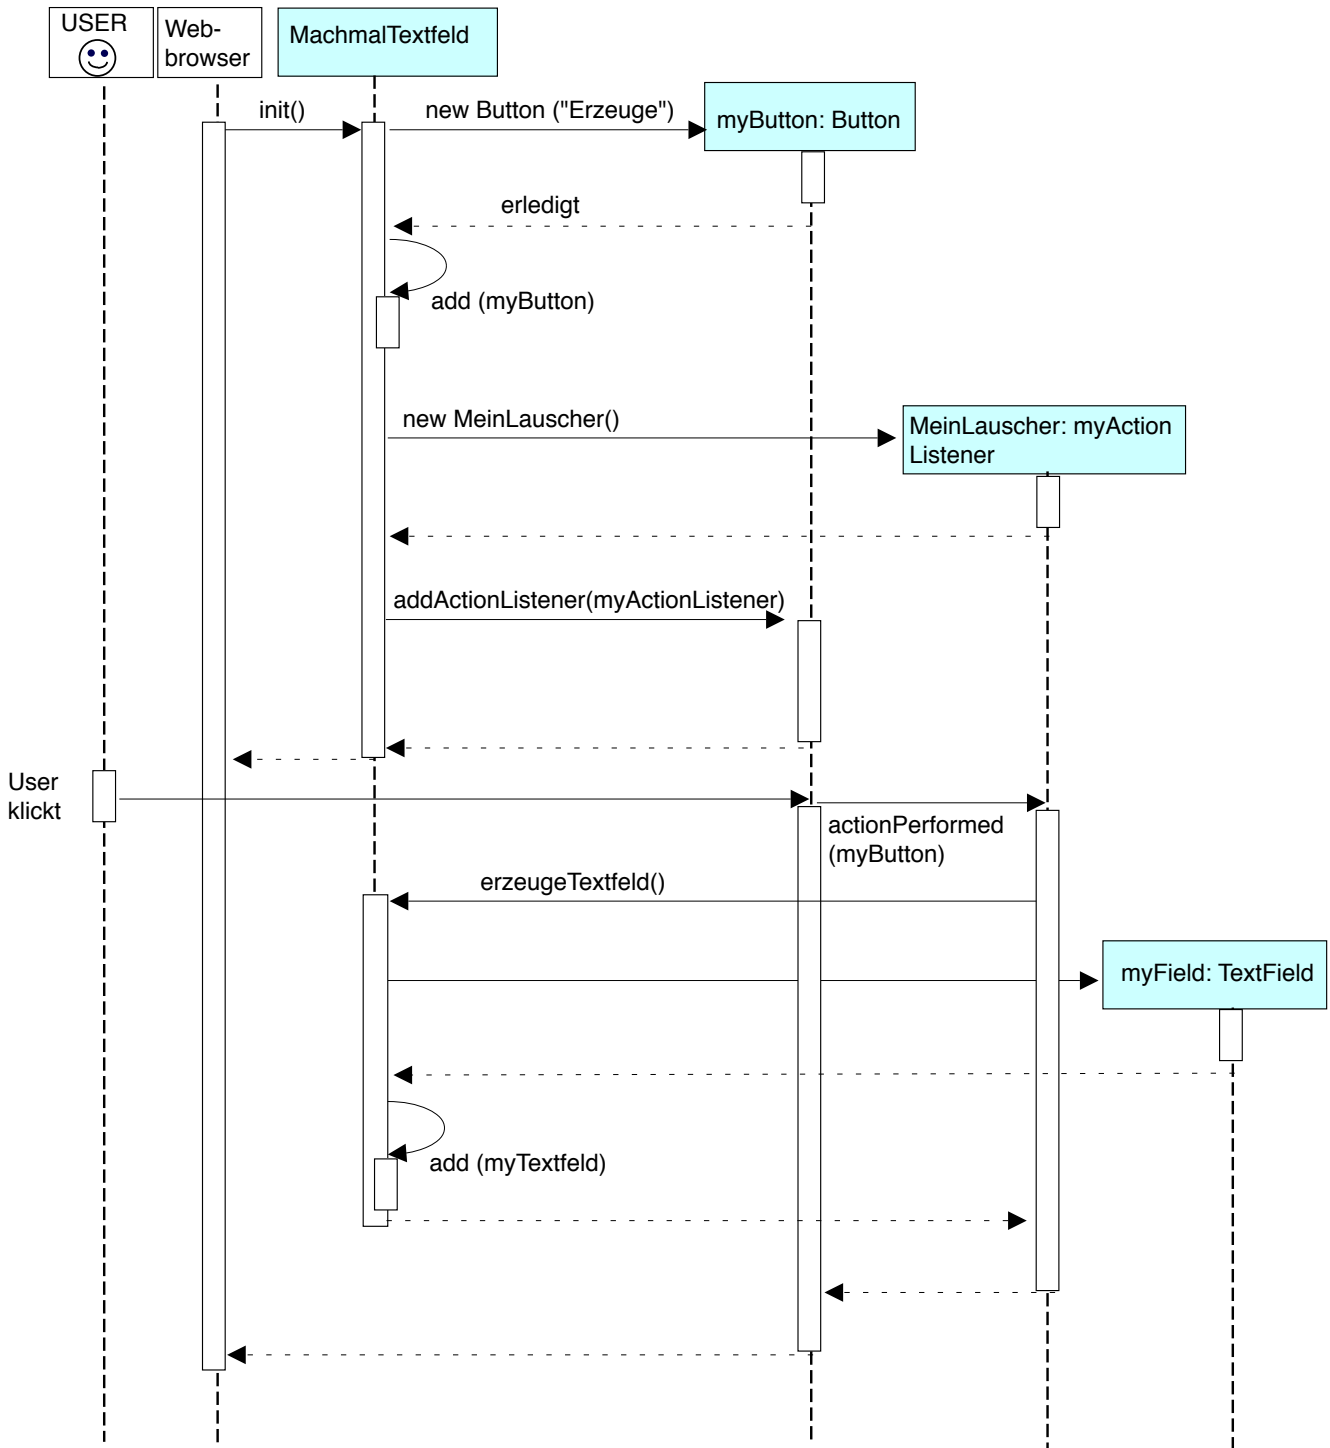 USER
Web-
browser
MachmalTextfeld
init()
new Button ("Erzeuge")
myButton: Button
erledigt
add (myButton)
new MeinLauscher()
MeinLauscher: myAction
Listener
addActionListener(myActionListener)
User
klickt
actionPerformed
(myButton)
erzeugeTextfeld()
myField: TextField
add (myTextfeld)